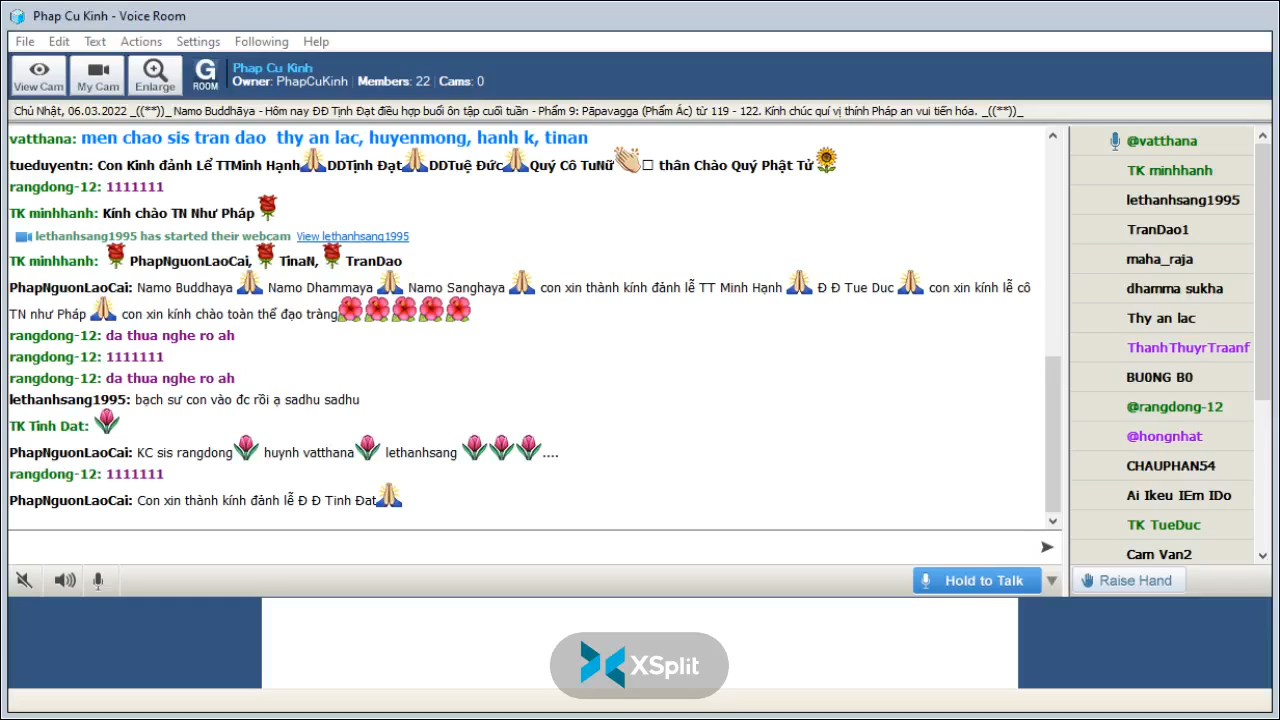 Phap Cu Kinh - Voice Room
File Edit Text Actions Settings Following Help
View Cam My Cam Enlarge G ROOM
Phap Cu Kinh
Owner: PhapCuKinh | Members: 22 | Cams: 0
Chủ Nhật, 06.03.2022 _((**))_ Namo Buddhāya - Hôm nay ĐĐ Tịnh Đạt điều hợp buổi ôn tập cuối tuần - Phẩm 9: Pāpavagga (Phẩm Ác) từ 119 - 122. Kính chúc quí vị thính Pháp an vui tiến hóa. _((**))_
vatthana: men chao sis tran dao thy an lac, huyenmong, hanh k, tinan
tueduyentn: Con Kinh đảnh Lể TTMinh Hạnh🙏DDTịnh Đạt🙏DDTuệ Đức🙏Quý Cô TuNữ👏□ thân Chào Quý Phật Tử🌻
rangdong-12: 1111111
TK minhhanh: Kính chào TN Như Pháp🌹
lethanhsang1995 has started their webcam View lethanhsang1995
TK minhhanh: 🌹PhapNguonLaoCai,🌹TinaN,🌹TranDao
PhapNguonLaoCai: Namo Buddhaya🙏 Namo Dhammaya🙏 Namo Sanghaya🙏 con xin thành kính đảnh lễ TT Minh Hạnh🙏Đ Đ Tue Duc🙏 con xin kính lễ cô
TN như Pháp🙏 con xin kính chào toàn thể đạo tràng🌺🌺🌺🌺🌺
rangdong-12: da thua nghe ro ah
rangdong-12: 1111111
rangdong-12: da thua nghe ro ah
lethanhsang1995: bạch sư con vào đc rồi ạ sadhu sadhu
TK Tinh Dat: 🌷
PhapNguonLaoCai: KC sis rangdong🌷 huynh vatthana🌷 lethanhsang 🌷🌷🌷....
rangdong-12: 1111111
PhapNguonLaoCai: Con xin thành kính đảnh lễ Đ Đ Tinh Đat🙏
@vatthana
TK minhhanh
lethanhsang1995
TranDao1
maha_raja
dhamma sukha
Thy an lac
ThanhThuyrTraanf
BU0NG B0
@rangdong-12
@hongnhat
CHAUPHAN54
Ai Ikeu IEm IDo
TK TueDuc
Cam Van2
Hold to Talk
Raise Hand
XSplit